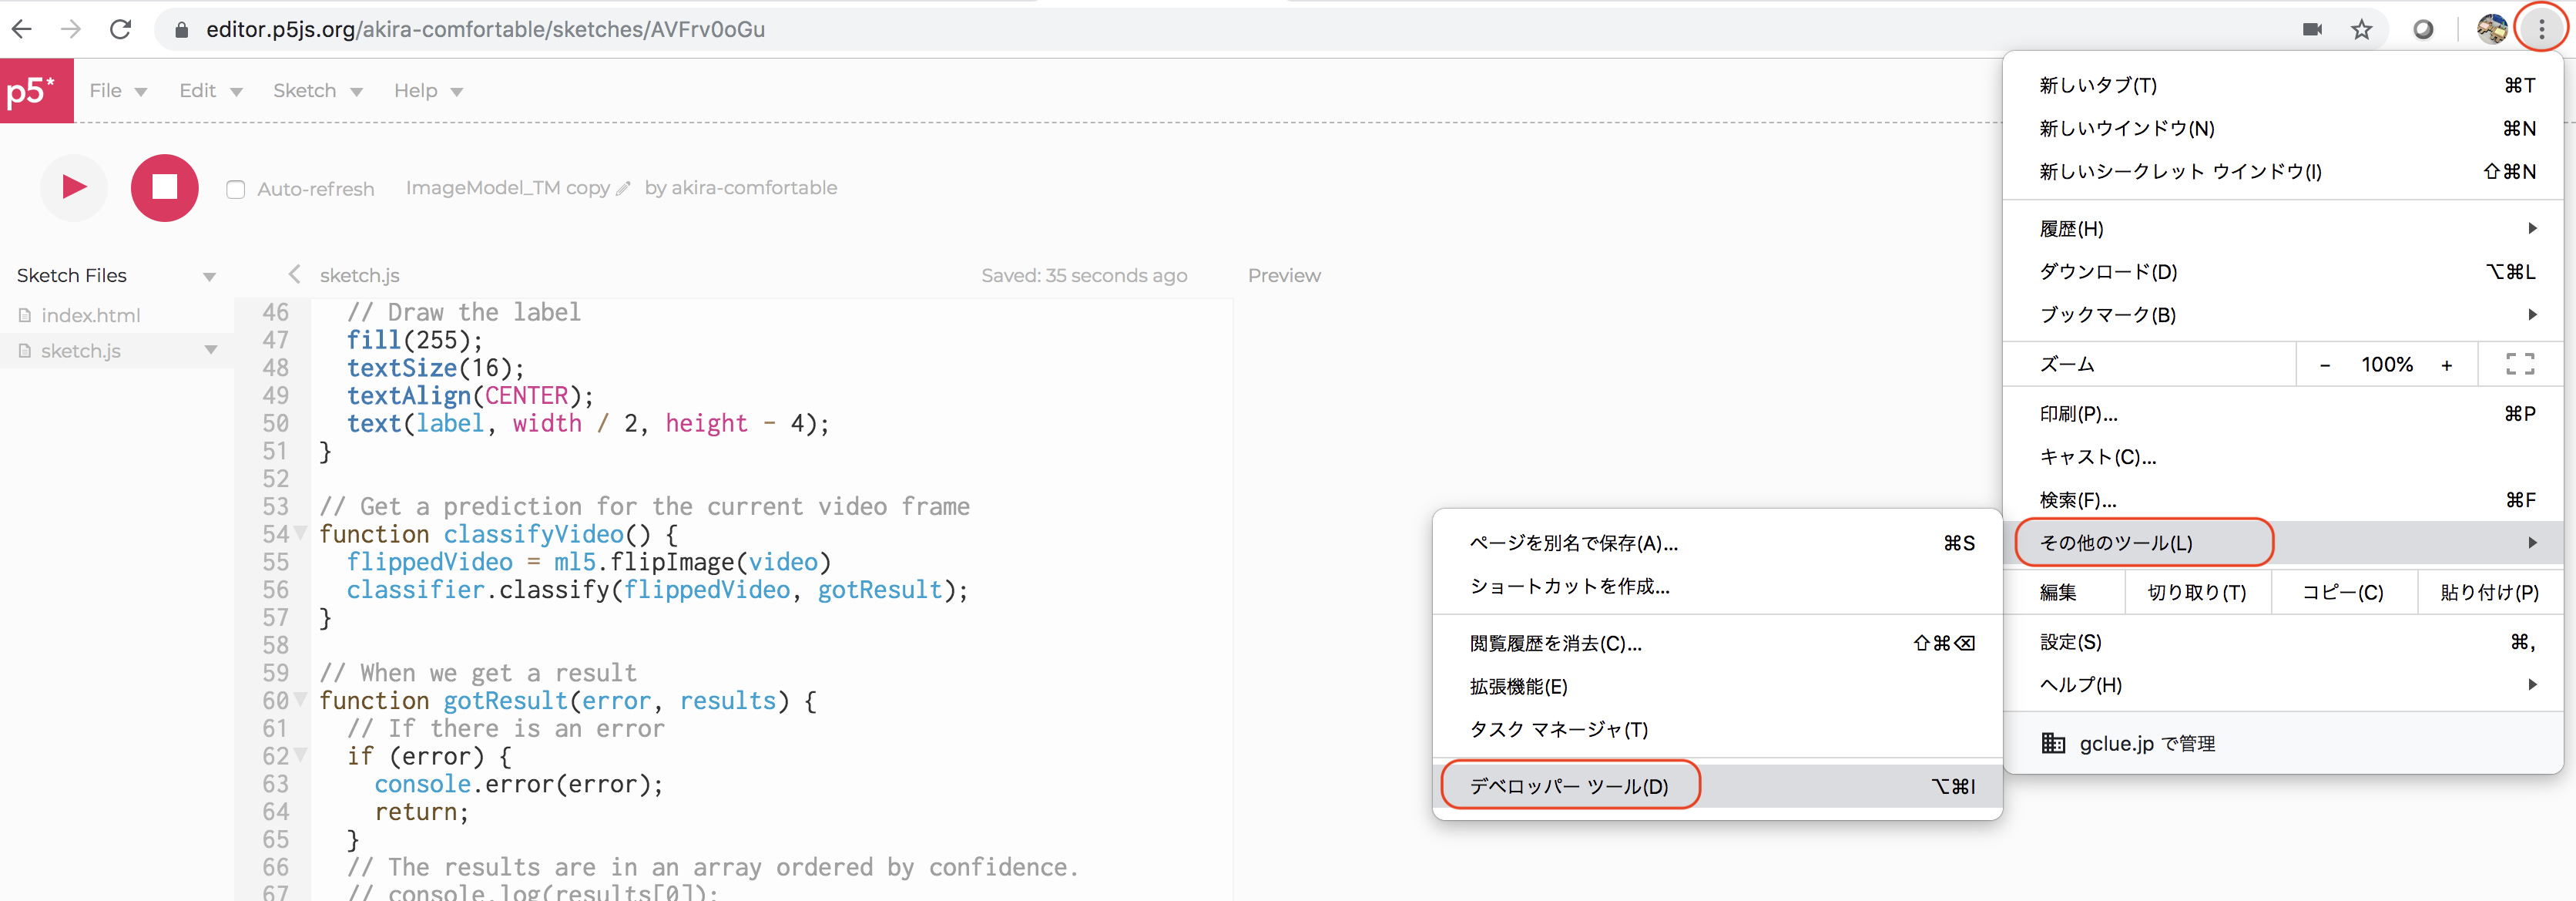 editor.p5js.org/akira-comfortable/sketches/AVFrv0oGu
p5*
File
Edit
Sketch
Help
Auto-refresh
ImageModel_TM copy
by akira-comfortable
Sketch Files
sketch.js
Saved: 35 seconds ago
Preview
index.html
sketch.js
46 // Draw the label
47 fill(255);
48 textSize(16);
49 textAlign(CENTER);
50 text(label, width / 2, height - 4);
51 }
52
53 // Get a prediction for the current video frame
54 function classifyVideo() {
55 flippedVideo = ml5.flipImage(video)
56 classifier.classify(flippedVideo, gotResult);
57 }
58
59 // When we get a result
60 function gotResult(error, results) {
61 // If there is an error
62 if (error) {
63 console.error(error);
64 return;
65 }
66 // The results are in an array ordered by confidence.
67 // console.log(results[0]);
新しいタブ(T) ⌘T
新しいウインドウ(N) ⌘N
新しいシークレット ウインドウ(I) ⇧⌘N
履歴(H)
ダウンロード(D) ⌥⌘L
ブックマーク(B)
ズーム - 100% +
印刷(P)... ⌘P
キャスト(C)...
検索(F)... ⌘F
その他のツール(L)
編集 切り取り(T) コピー(C) 貼り付け(P)
設定(S) ⌘,
ヘルプ(H)
gclue.jp で管理
ページを別名で保存(A)... ⌘S
ショートカットを作成...
閲覧履歴を消去(C)... ⇧⌘⌫
拡張機能(E)
タスク マネージャ(T)
デベロッパー ツール(D) ⌥⌘I